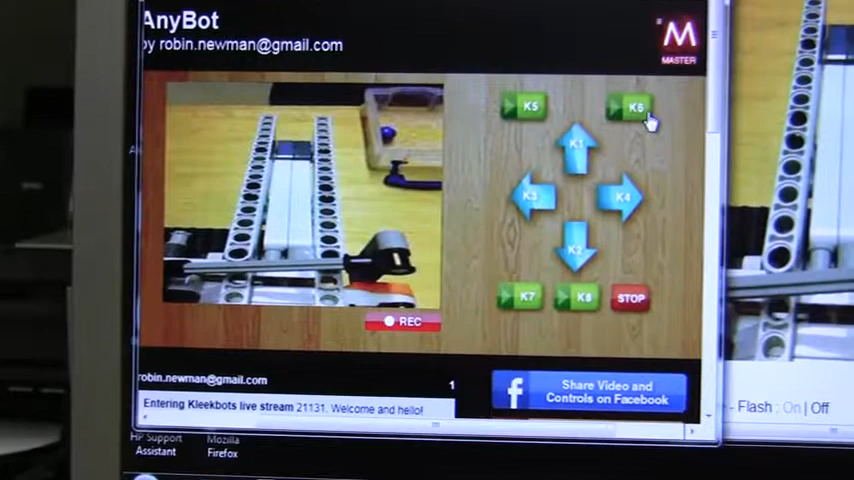 AnyBot
by robin.newman@gmail.com
M
MASTER
K5
K6
K1
K3
K4
K2
K7
K8
STOP
REC
robin.newman@gmail.com
1
f
Share Video and
Controls on Facebook
Entering Kleekbots live stream 21131. Welcome and hello!
- Flash : On | Off
HP Support
Assistant
Mozilla
Firefox